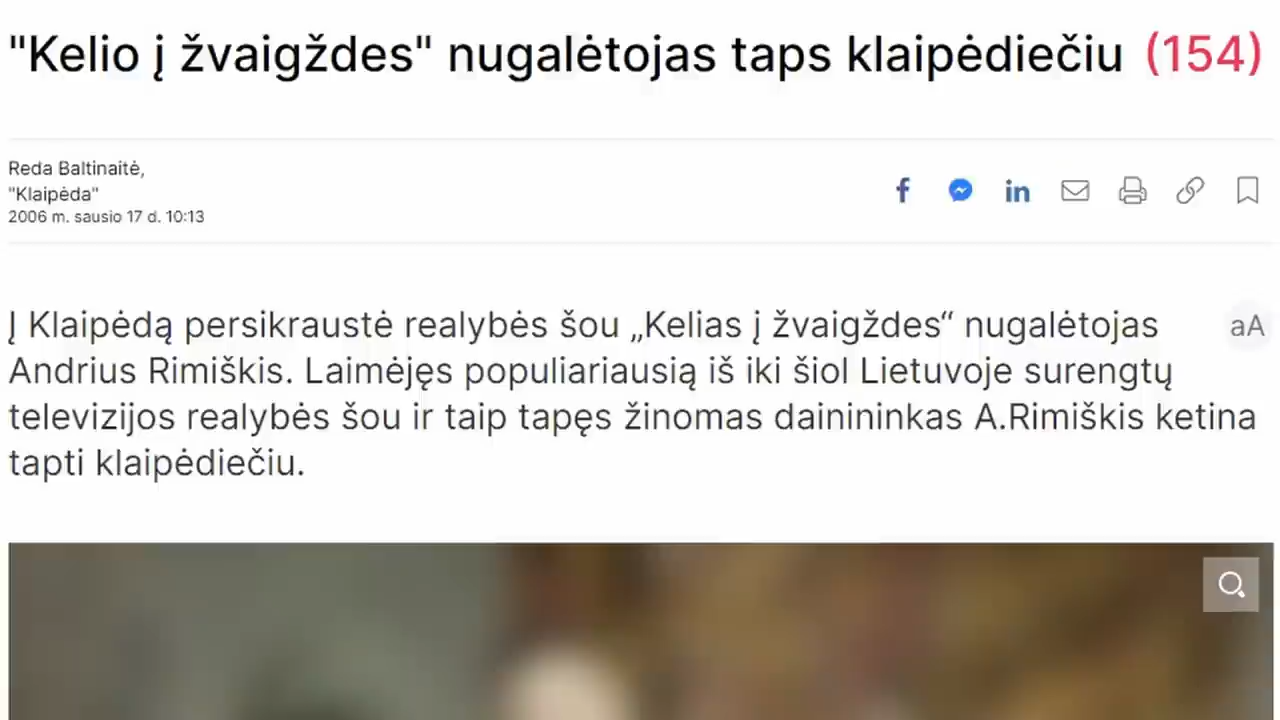 "Kelio į žvaigždes" nugalėtojas taps klaipėdiečiu (154)
Reda Baltinaitė,
"Klaipėda"
2006 m. sausio 17 d. 10:13
Į Klaipėdą persikraustė realybės šou „Kelias į žvaigždes“ nugalėtojas
aA
Andrius Rimiškis. Laimėjęs populiariausią iš iki šiol Lietuvoje surengtų
televizijos realybės šou ir taip tapęs žinomas dainininkas A.Rimiškis ketina
tapti klaipėdiečiu.